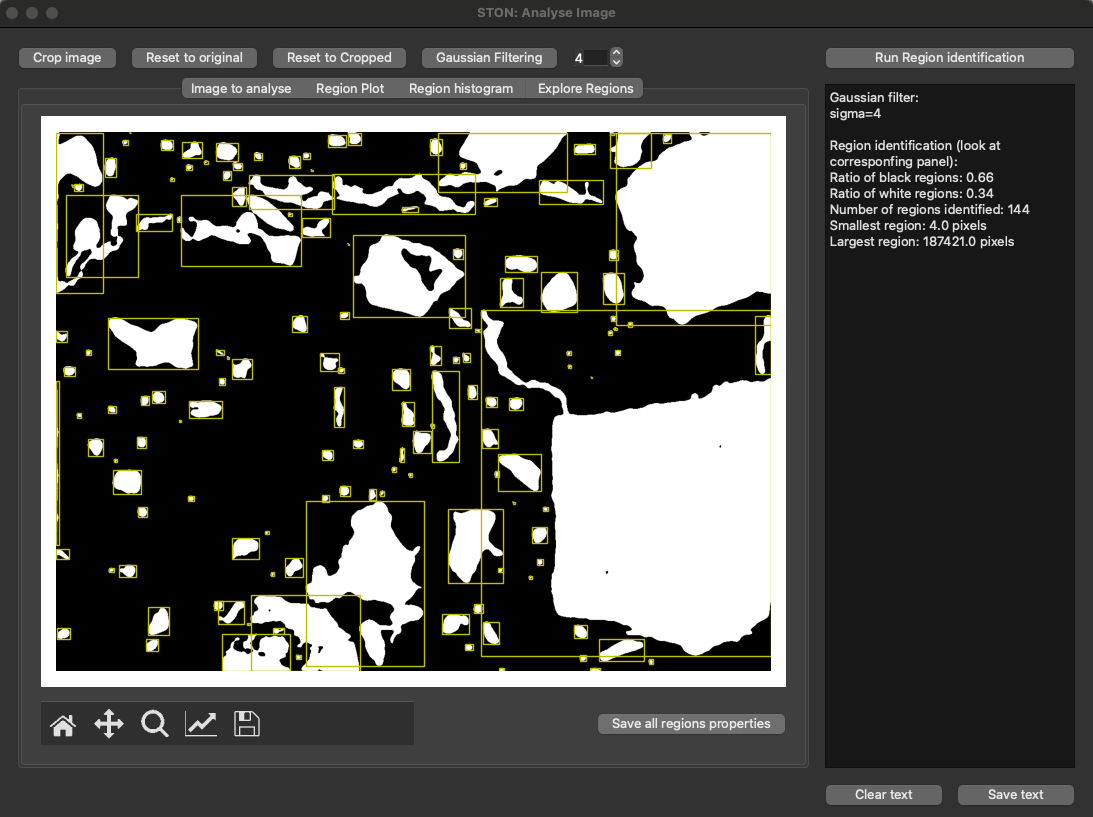 STON: Analyse Image
Crop image
Reset to original
Reset to Cropped
Gaussian Filtering
4
Run Region identification
Image to analyse
Region Plot
Region histogram
Explore Regions
Gaussian filter:
sigma=4
Region identification (look at
corresponfing panel):
Ratio of black regions: 0.66
Ratio of white regions: 0.34
Number of regions identified: 144
Smallest region: 4.0 pixels
Largest region: 187421.0 pixels
Save all regions properties
Clear text
Save text